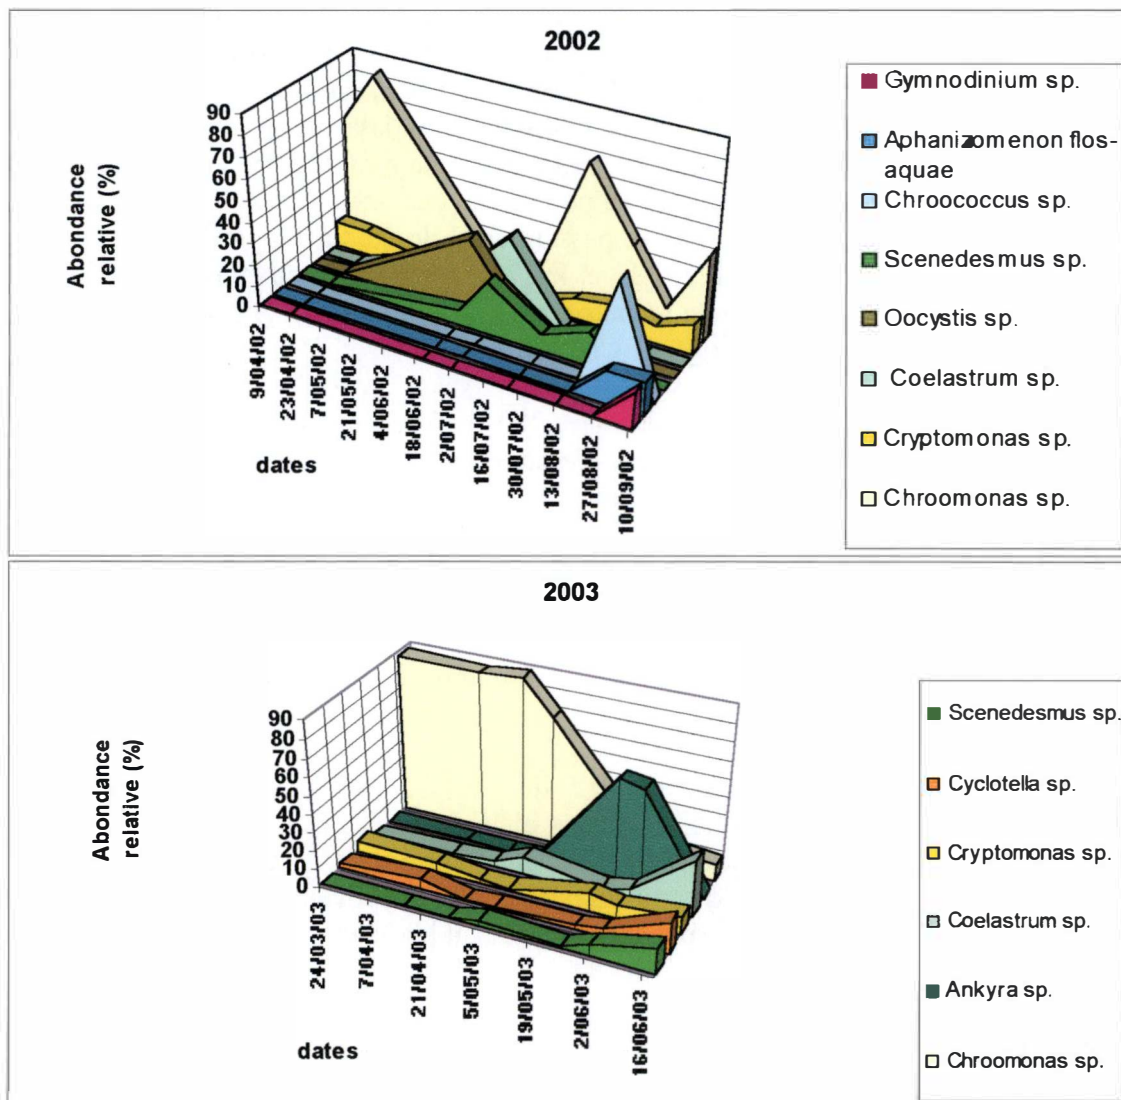 2002
Abondance
relative (%)
90
80
70
60
50
40
30
20
10
0
9/04/02
23/04/02
7/05/02
21/05/02
4/06/02
18/06/02
2/07/02
16/07/02
30/07/02
13/08/02
27/08/02
10/09/02
dates
Gymnodinium sp.
Aphanizomenon flos-
aquae
Chroococcus sp.
Scenedesmus sp.
Oocystis sp.
Coelastrum sp.
Cryptomonas sp.
Chroomonas sp.
2003
Abondance
relative (%)
90
80
70
60
50
40
30
20
10
0
24/03/03
7/04/03
21/04/03
5/05/03
19/05/03
2/06/03
16/06/03
dates
Scenedesmus sp.
Cyclotella sp.
Cryptomonas sp.
Coelastrum sp.
Ankyra sp.
Chroomonas sp.